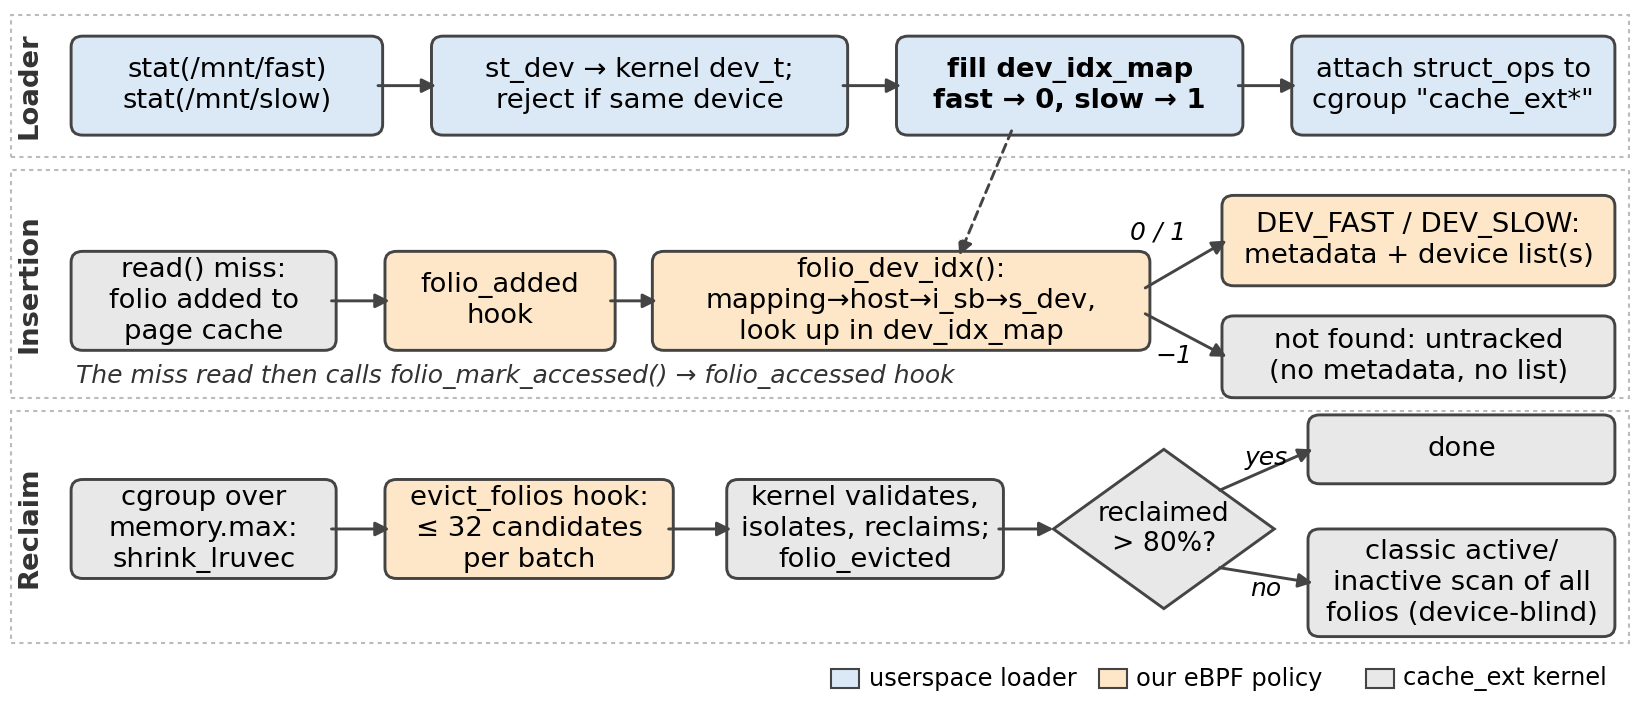 Loader
stat(/mnt/fast)
stat(/mnt/slow)
st_dev → kernel dev_t;
reject if same device
fill dev_idx_map
fast → 0, slow → 1
attach struct_ops to
cgroup "cache_ext*"
Insertion
read() miss:
folio added to
page cache
folio_added
hook
folio_dev_idx():
mapping→host→i_sb→s_dev,
look up in dev_idx_map
0 / 1
DEV_FAST / DEV_SLOW:
metadata + device list(s)
−1
not found: untracked
(no metadata, no list)
The miss read then calls folio_mark_accessed() → folio_accessed hook
Reclaim
cgroup over
memory.max:
shrink_lruvec
evict_folios hook:
≤ 32 candidates
per batch
kernel validates,
isolates, reclaims;
folio_evicted
reclaimed
> 80%?
yes
done
no
classic active/
inactive scan of all
folios (device-blind)
userspace loader
our eBPF policy
cache_ext kernel